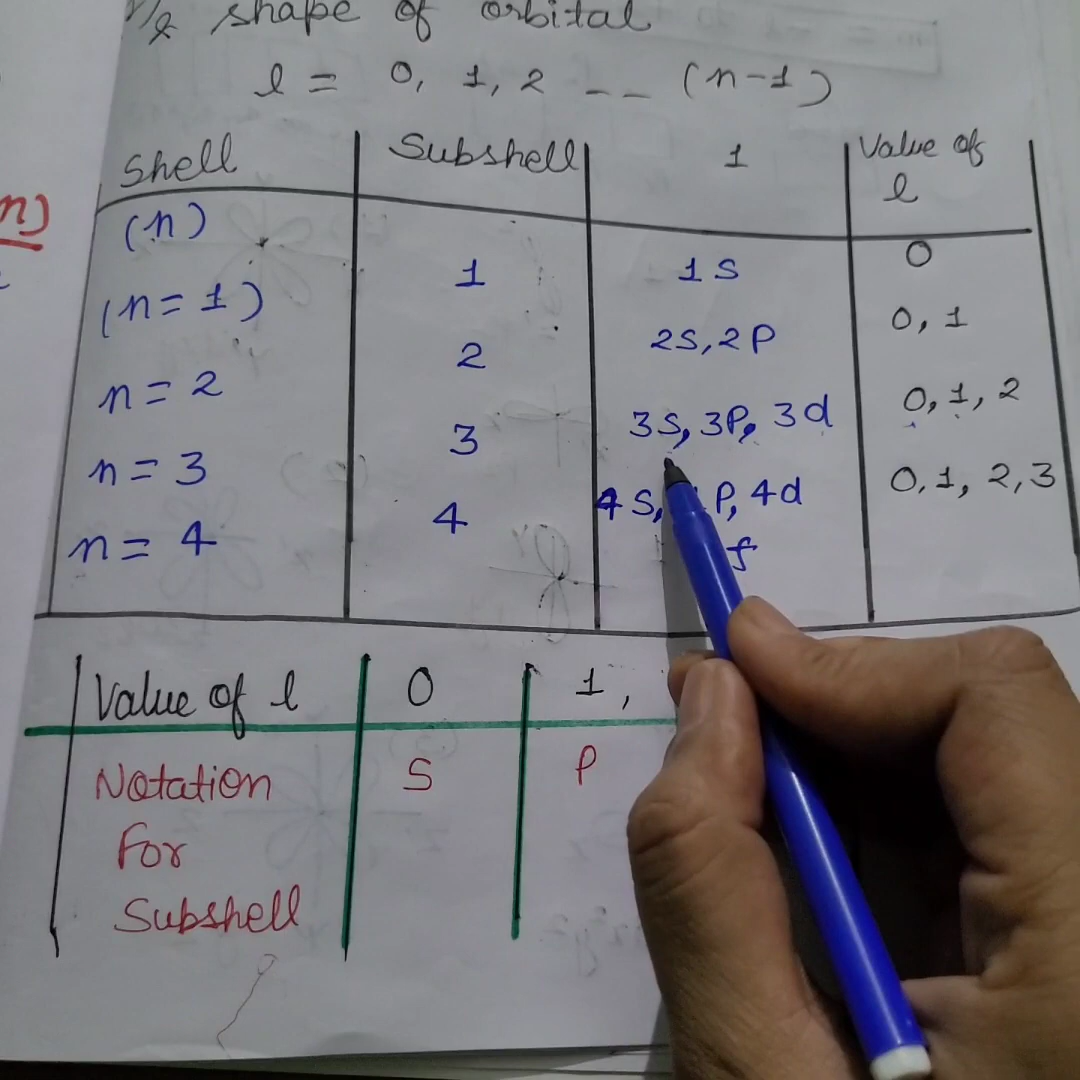 shape of orbital
l = 0, 1, 2 -- (n-1)
Shell Subshell 1 Value of l
(n)
(n=1) 1 1s 0
n=2 2 2s,2p 0,1
n=3 3 3s,3p,3d 0,1,2
n=4 4 4s, p,4d 0,1,2,3
f
Value of l 0 1,
Notation S P
For
Subshell
n)